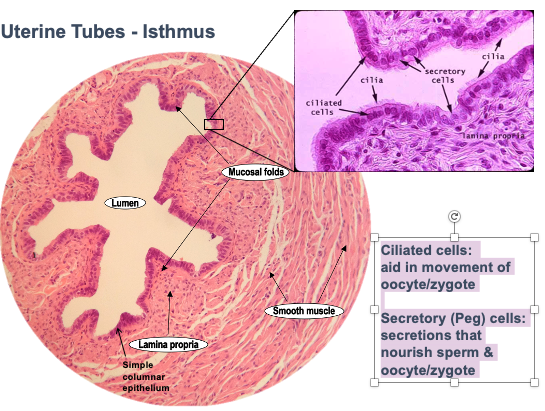 Uterine Tubes - Isthmus
cilia
cilia
secretory
cells
ciliated
cells
lamina propria
Mucosal folds
Lumen
Ciliated cells:
aid in movement of
oocyte/zygote
Secretory (Peg) cells:
secretions that
nourish sperm &
oocyte/zygote
Smooth muscle
Lamina propria
Simple
columnar
epithelium